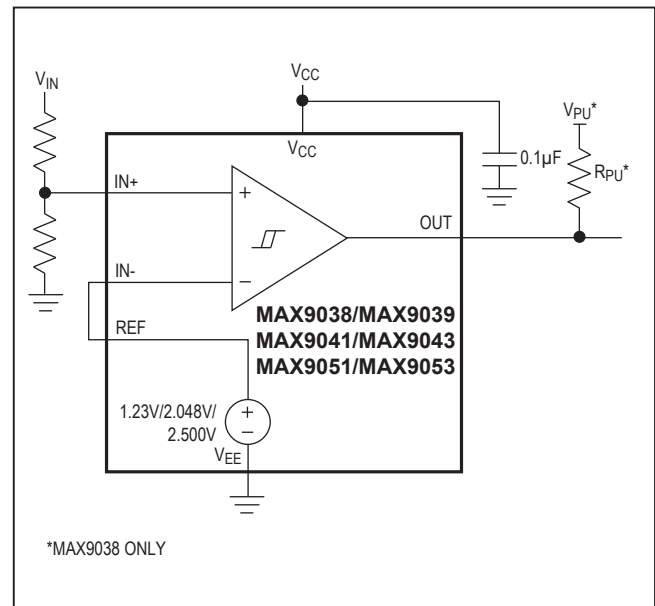 V_IN
V_CC
V_PU*
V_CC
0.1µF
R_PU*
IN+
+
OUT
IN-
−
MAX9038/MAX9039
REF
MAX9041/MAX9043
MAX9051/MAX9053
1.23V/2.048V/
+
2.500V
−
V_EE
*MAX9038 ONLY